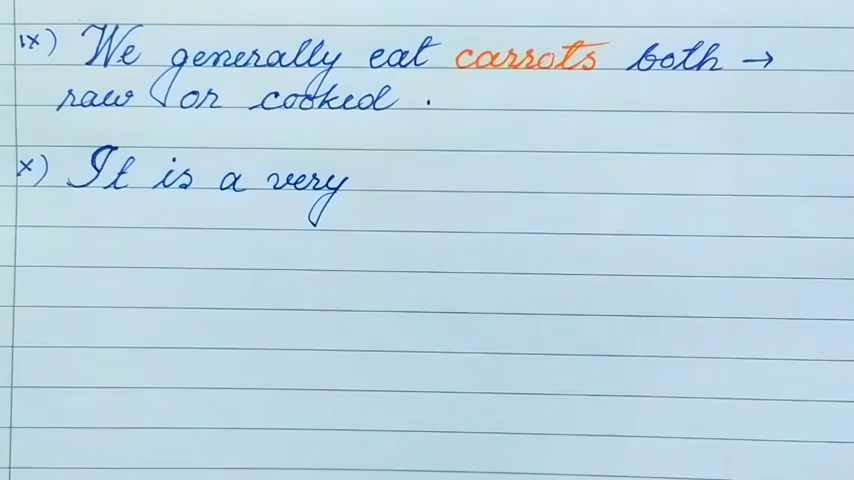 ix) We generally eat carrots both →
raw or cooked .
x) It is a very